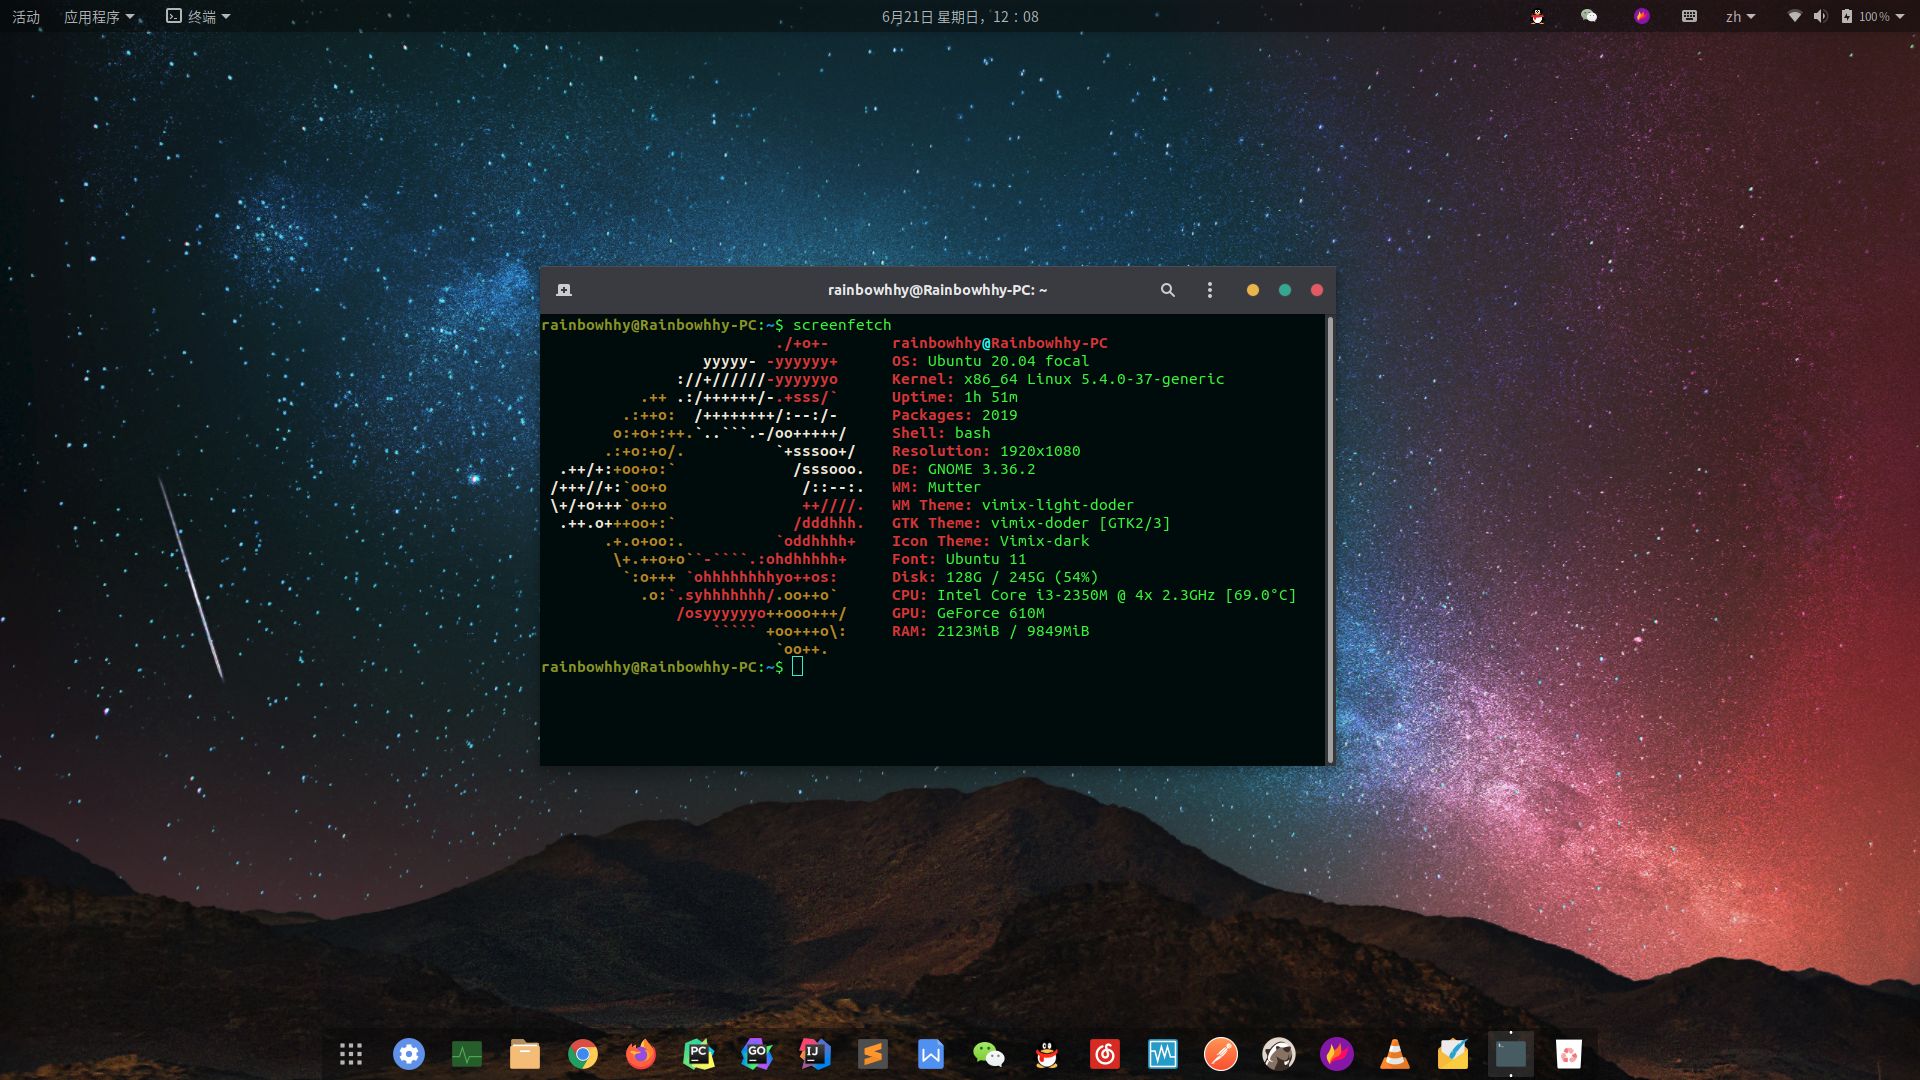 活动 应用程序 终端 6月21日 星期日，12：08 zh 100 %
rainbowhhy@Rainbowhhy-PC: ~
rainbowhhy@Rainbowhhy-PC:~$ screenfetch
./+o+- rainbowhhy@Rainbowhhy-PC
yyyyy- -yyyyyy+ OS: Ubuntu 20.04 focal
://+//////-yyyyyyo Kernel: x86_64 Linux 5.4.0-37-generic
.++ .:/++++++/-.+sss/` Uptime: 1h 51m
.:++o: /++++++++/:--:/- Packages: 2019
o:+o+:++.`..```.-/oo+++++/ Shell: bash
.:+o:+o/. `+sssoo+/ Resolution: 1920x1080
.++/+:+oo+o:` /sssooo. DE: GNOME 3.36.2
/+++//+:`oo+o /::--:. WM: Mutter
\+/+o+++`o++o ++////. WM Theme: vimix-light-doder
.++.o+++oo+:` /dddhhh. GTK Theme: vimix-doder [GTK2/3]
.+.o+oo:. `oddhhhh+ Icon Theme: Vimix-dark
\+.++o+o``-````.:ohdhhhhh+ Font: Ubuntu 11
`:o+++ `ohhhhhhhhyo++os: Disk: 128G / 245G (54%)
.o:`.syhhhhhhh/.oo++o` CPU: Intel Core i3-2350M @ 4x 2.3GHz [69.0°C]
/osyyyyyyo++ooo+++/ GPU: GeForce 610M
````` +oo+++o\: RAM: 2123MiB / 9849MiB
`oo++.
rainbowhhy@Rainbowhhy-PC:~$
PC GO IJ W